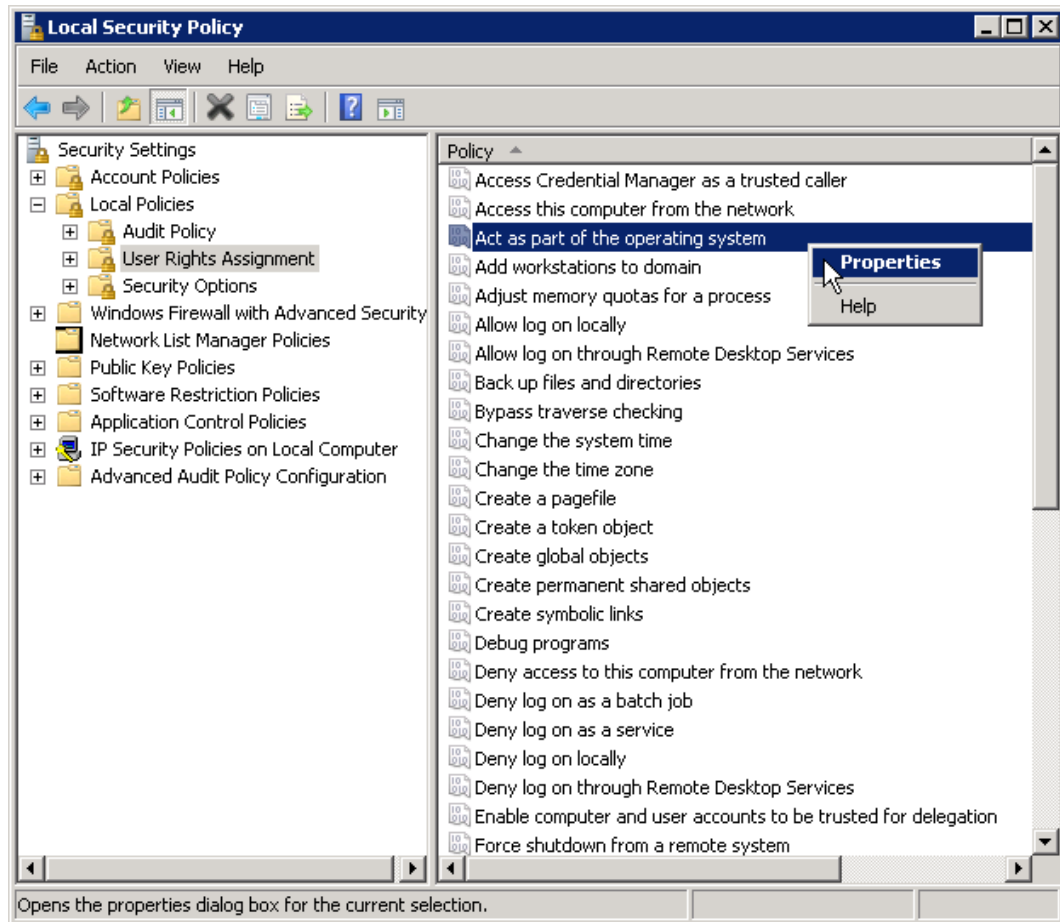 Local Security Policy
File Action View Help
Security Settings
Account Policies
Local Policies
Audit Policy
User Rights Assignment
Security Options
Windows Firewall with Advanced Security
Network List Manager Policies
Public Key Policies
Software Restriction Policies
Application Control Policies
IP Security Policies on Local Computer
Advanced Audit Policy Configuration
Policy
Access Credential Manager as a trusted caller
Access this computer from the network
Act as part of the operating system
Add workstations to domain
Adjust memory quotas for a process
Allow log on locally
Allow log on through Remote Desktop Services
Back up files and directories
Bypass traverse checking
Change the system time
Change the time zone
Create a pagefile
Create a token object
Create global objects
Create permanent shared objects
Create symbolic links
Debug programs
Deny access to this computer from the network
Deny log on as a batch job
Deny log on as a service
Deny log on locally
Deny log on through Remote Desktop Services
Enable computer and user accounts to be trusted for delegation
Force shutdown from a remote system
Properties
Help
Opens the properties dialog box for the current selection.